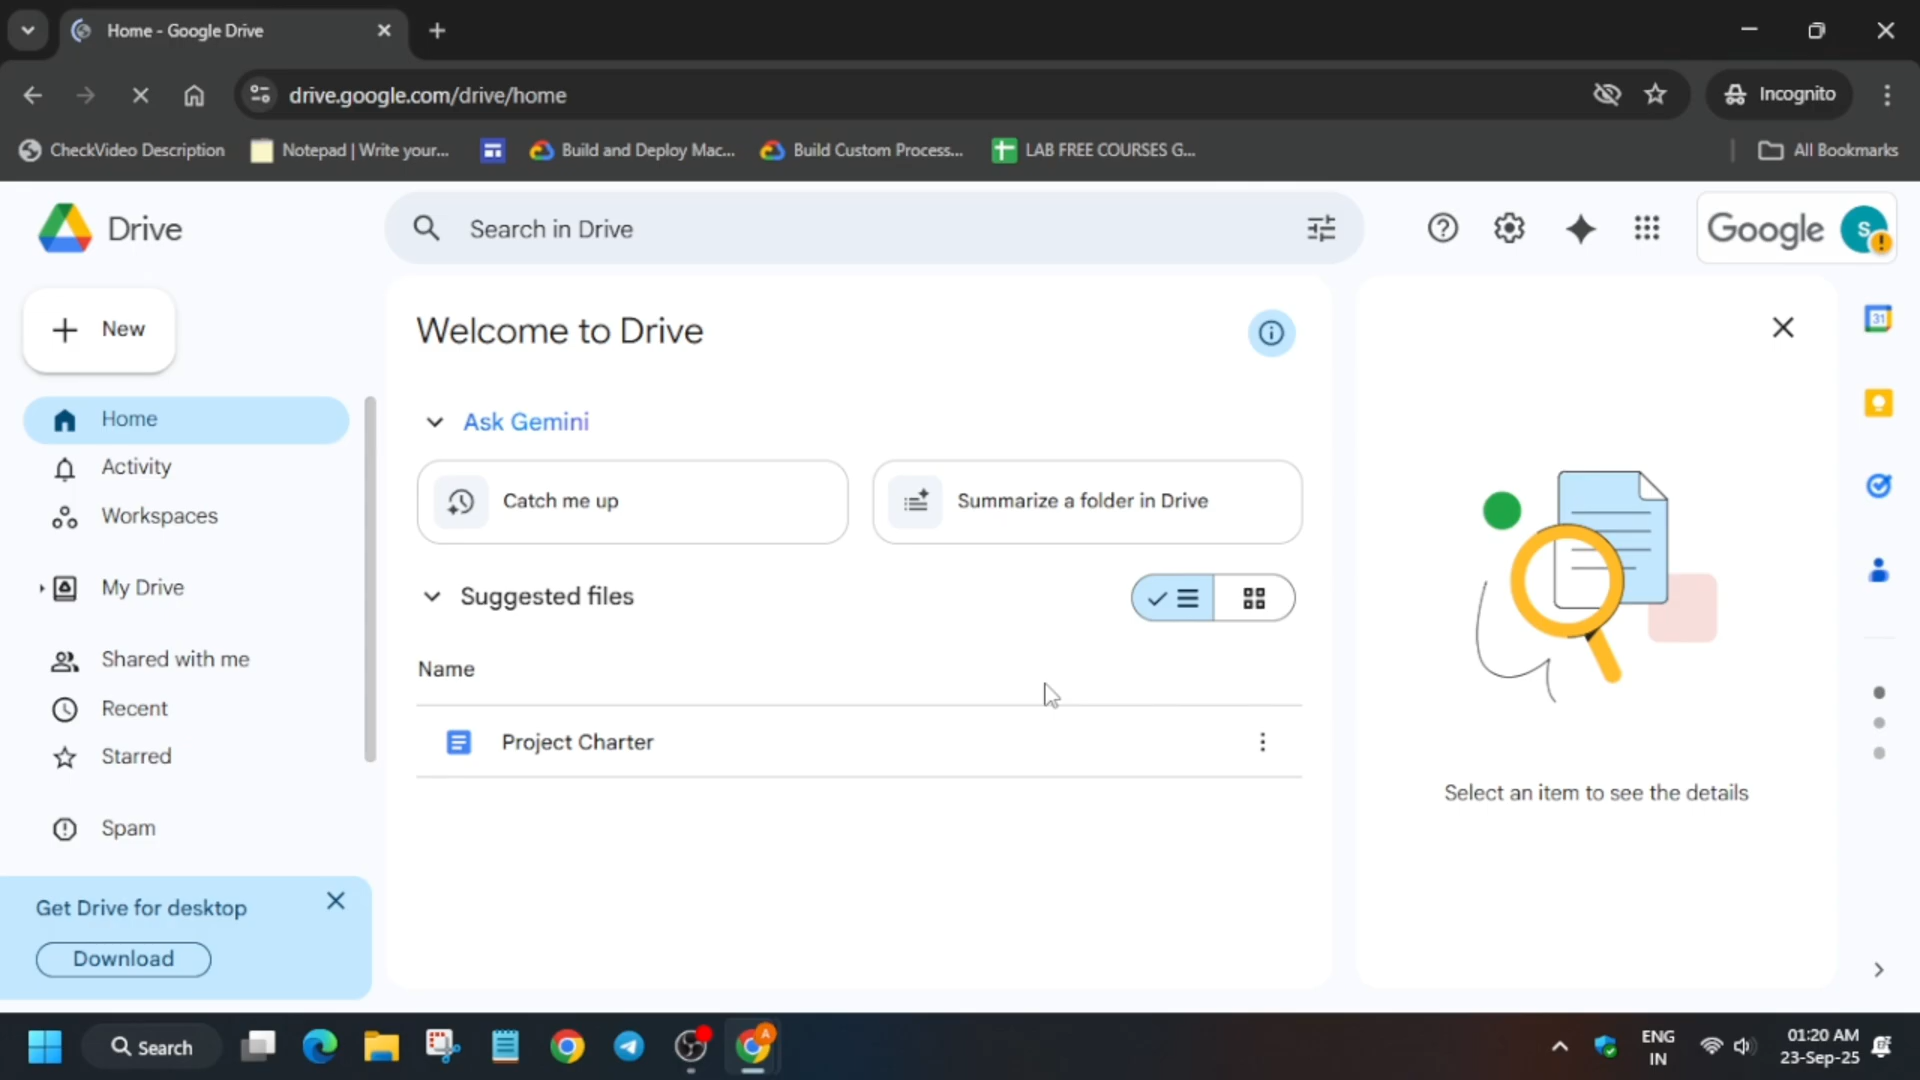 Home - Google Drive
drive.google.com/drive/home
Incognito
CheckVideo Description
Notepad | Write your...
Build and Deploy Mac...
Build Custom Process...
LAB FREE COURSES G...
All Bookmarks
Drive
Search in Drive
Google
S
New
Welcome to Drive
31
Home
Ask Gemini
Activity
Catch me up
Summarize a folder in Drive
Workspaces
My Drive
Suggested files
Shared with me
Name
Recent
Project Charter
Starred
Select an item to see the details
Spam
Get Drive for desktop
Download
Search
A
ENG
IN
01:20 AM
23-Sep-25